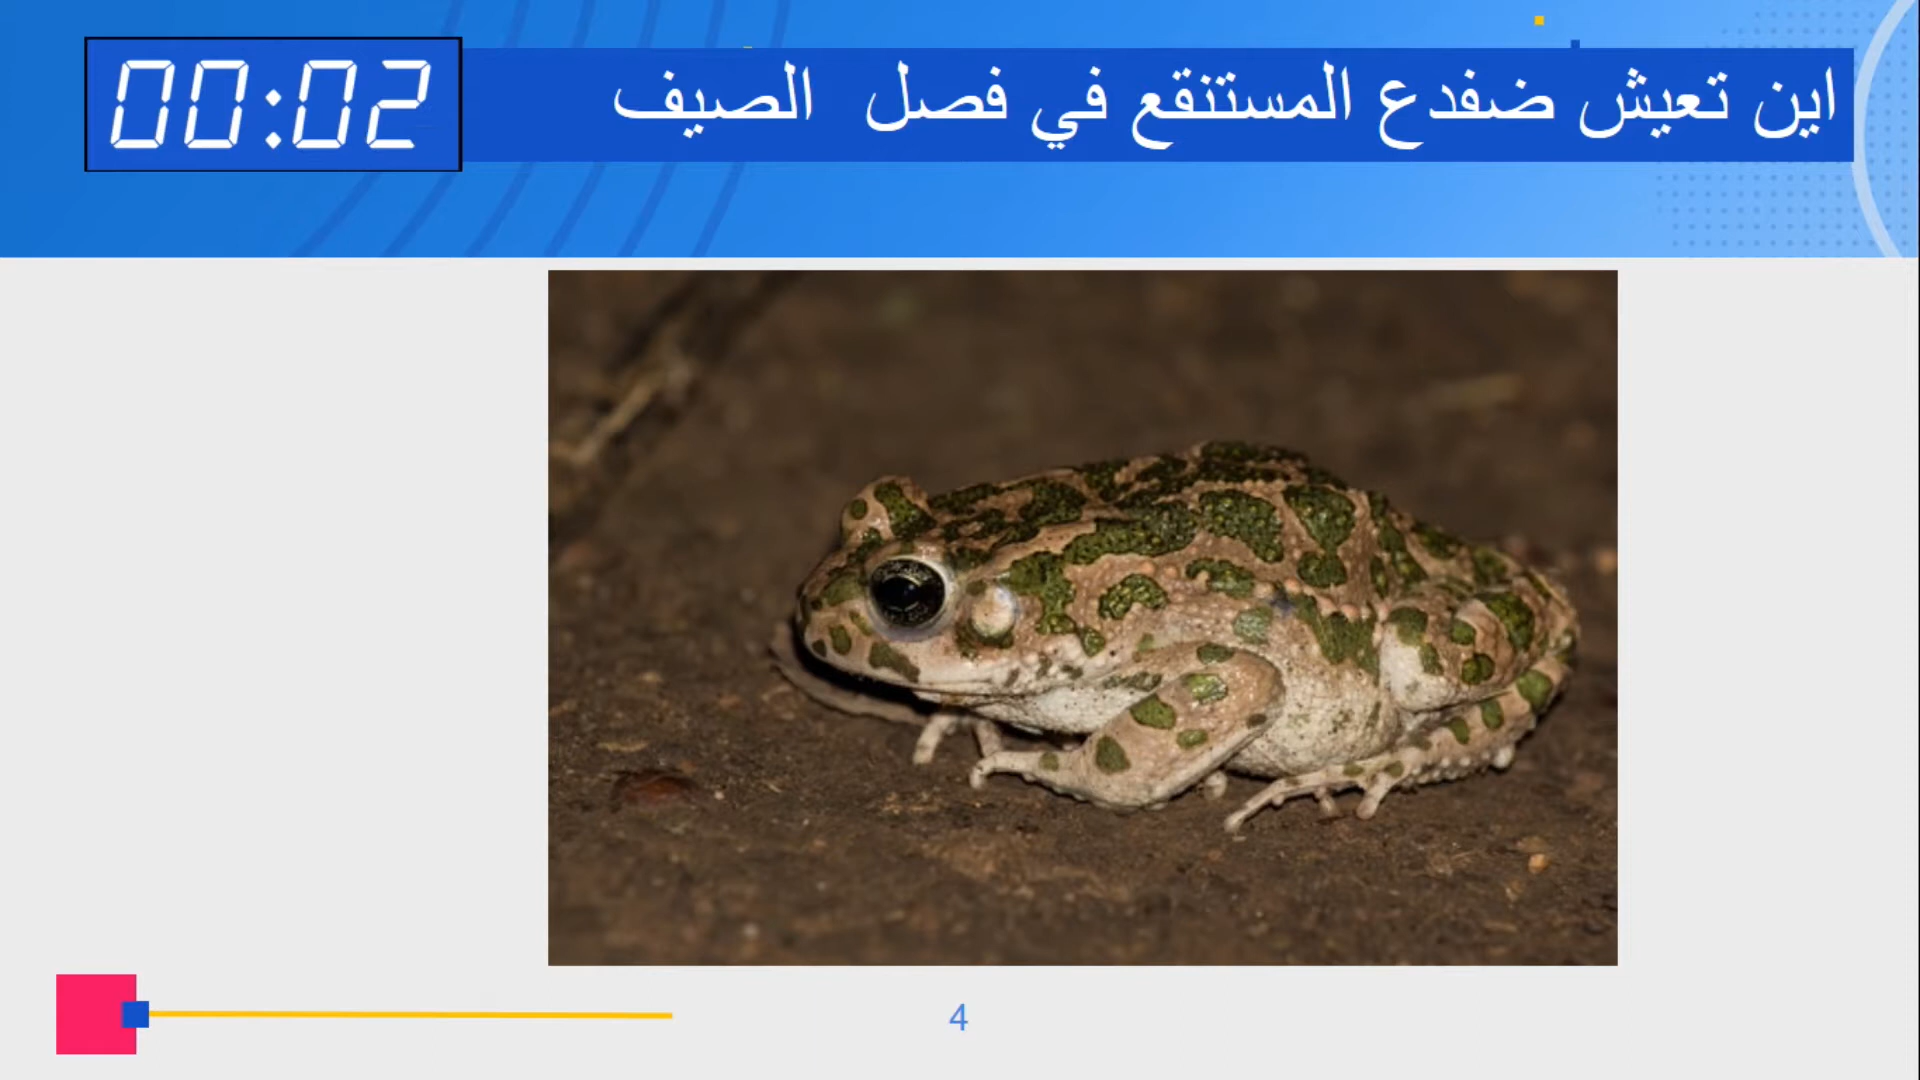 00:02
اين تعيش ضفدع المستنقع في فصل الصيف
4